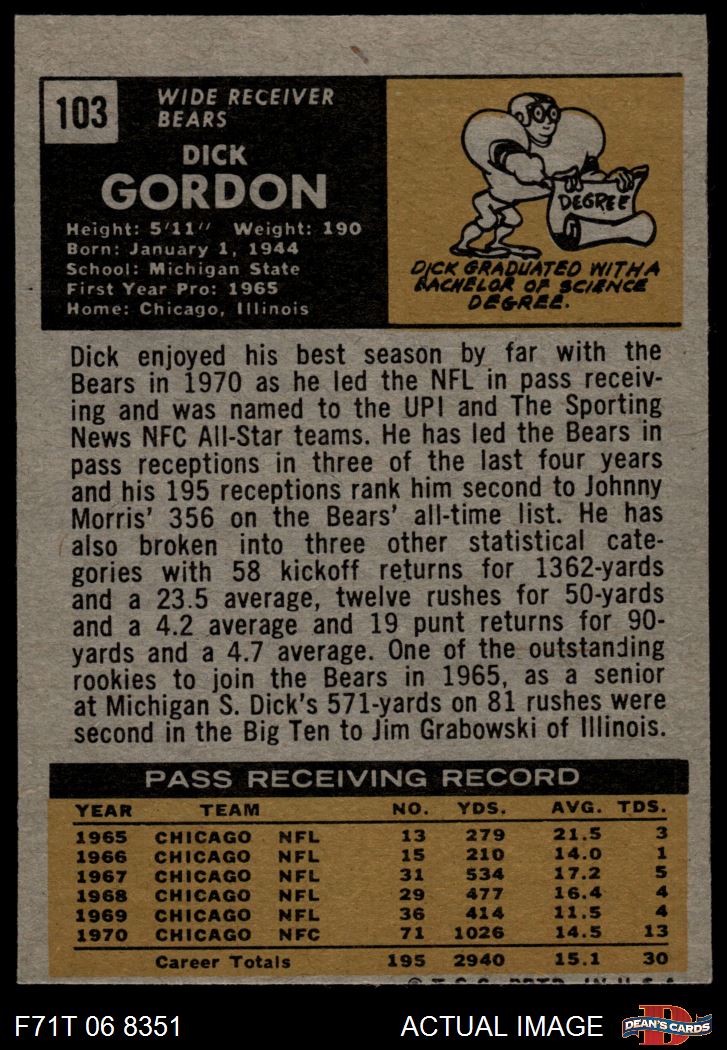 103
WIDE RECEIVER
BEARS
DICK
GORDON
Height: 5'11" Weight: 190
Born: January 1, 1944
School: Michigan State
First Year Pro: 1965
Home: Chicago, Illinois
DEGREE
DICK GRADUATED WITH A
BACHELOR OF SCIENCE
DEGREE.
Dick enjoyed his best season by far with the
Bears in 1970 as he led the NFL in pass receiv-
ing and was named to the UPI and The Sporting
News NFC All-Star teams. He has led the Bears in
pass receptions in three of the last four years
and his 195 receptions rank him second to Johnny
Morris' 356 on the Bears' all-time list. He has
also broken into three other statistical cate-
gories with 58 kickoff returns for 1362-yards
and a 23.5 average, twelve rushes for 50-yards
and a 4.2 average and 19 punt returns for 90-
yards and a 4.7 average. One of the outstanding
rookies to join the Bears in 1965, as a senior
at Michigan S. Dick's 571-yards on 81 rushes were
second in the Big Ten to Jim Grabowski of Illinois.
PASS RECEIVING RECORD
YEAR TEAM NO. YDS. AVG. TDS.
1965 CHICAGO NFL 13 279 21.5 3
1966 CHICAGO NFL 15 210 14.0 1
1967 CHICAGO NFL 31 534 17.2 5
1968 CHICAGO NFL 29 477 16.4 4
1969 CHICAGO NFL 36 414 11.5 4
1970 CHICAGO NFC 71 1026 14.5 13
Career Totals 195 2940 15.1 30
F71T 06 8351 ACTUAL IMAGE
D
DEAN'S CARDS